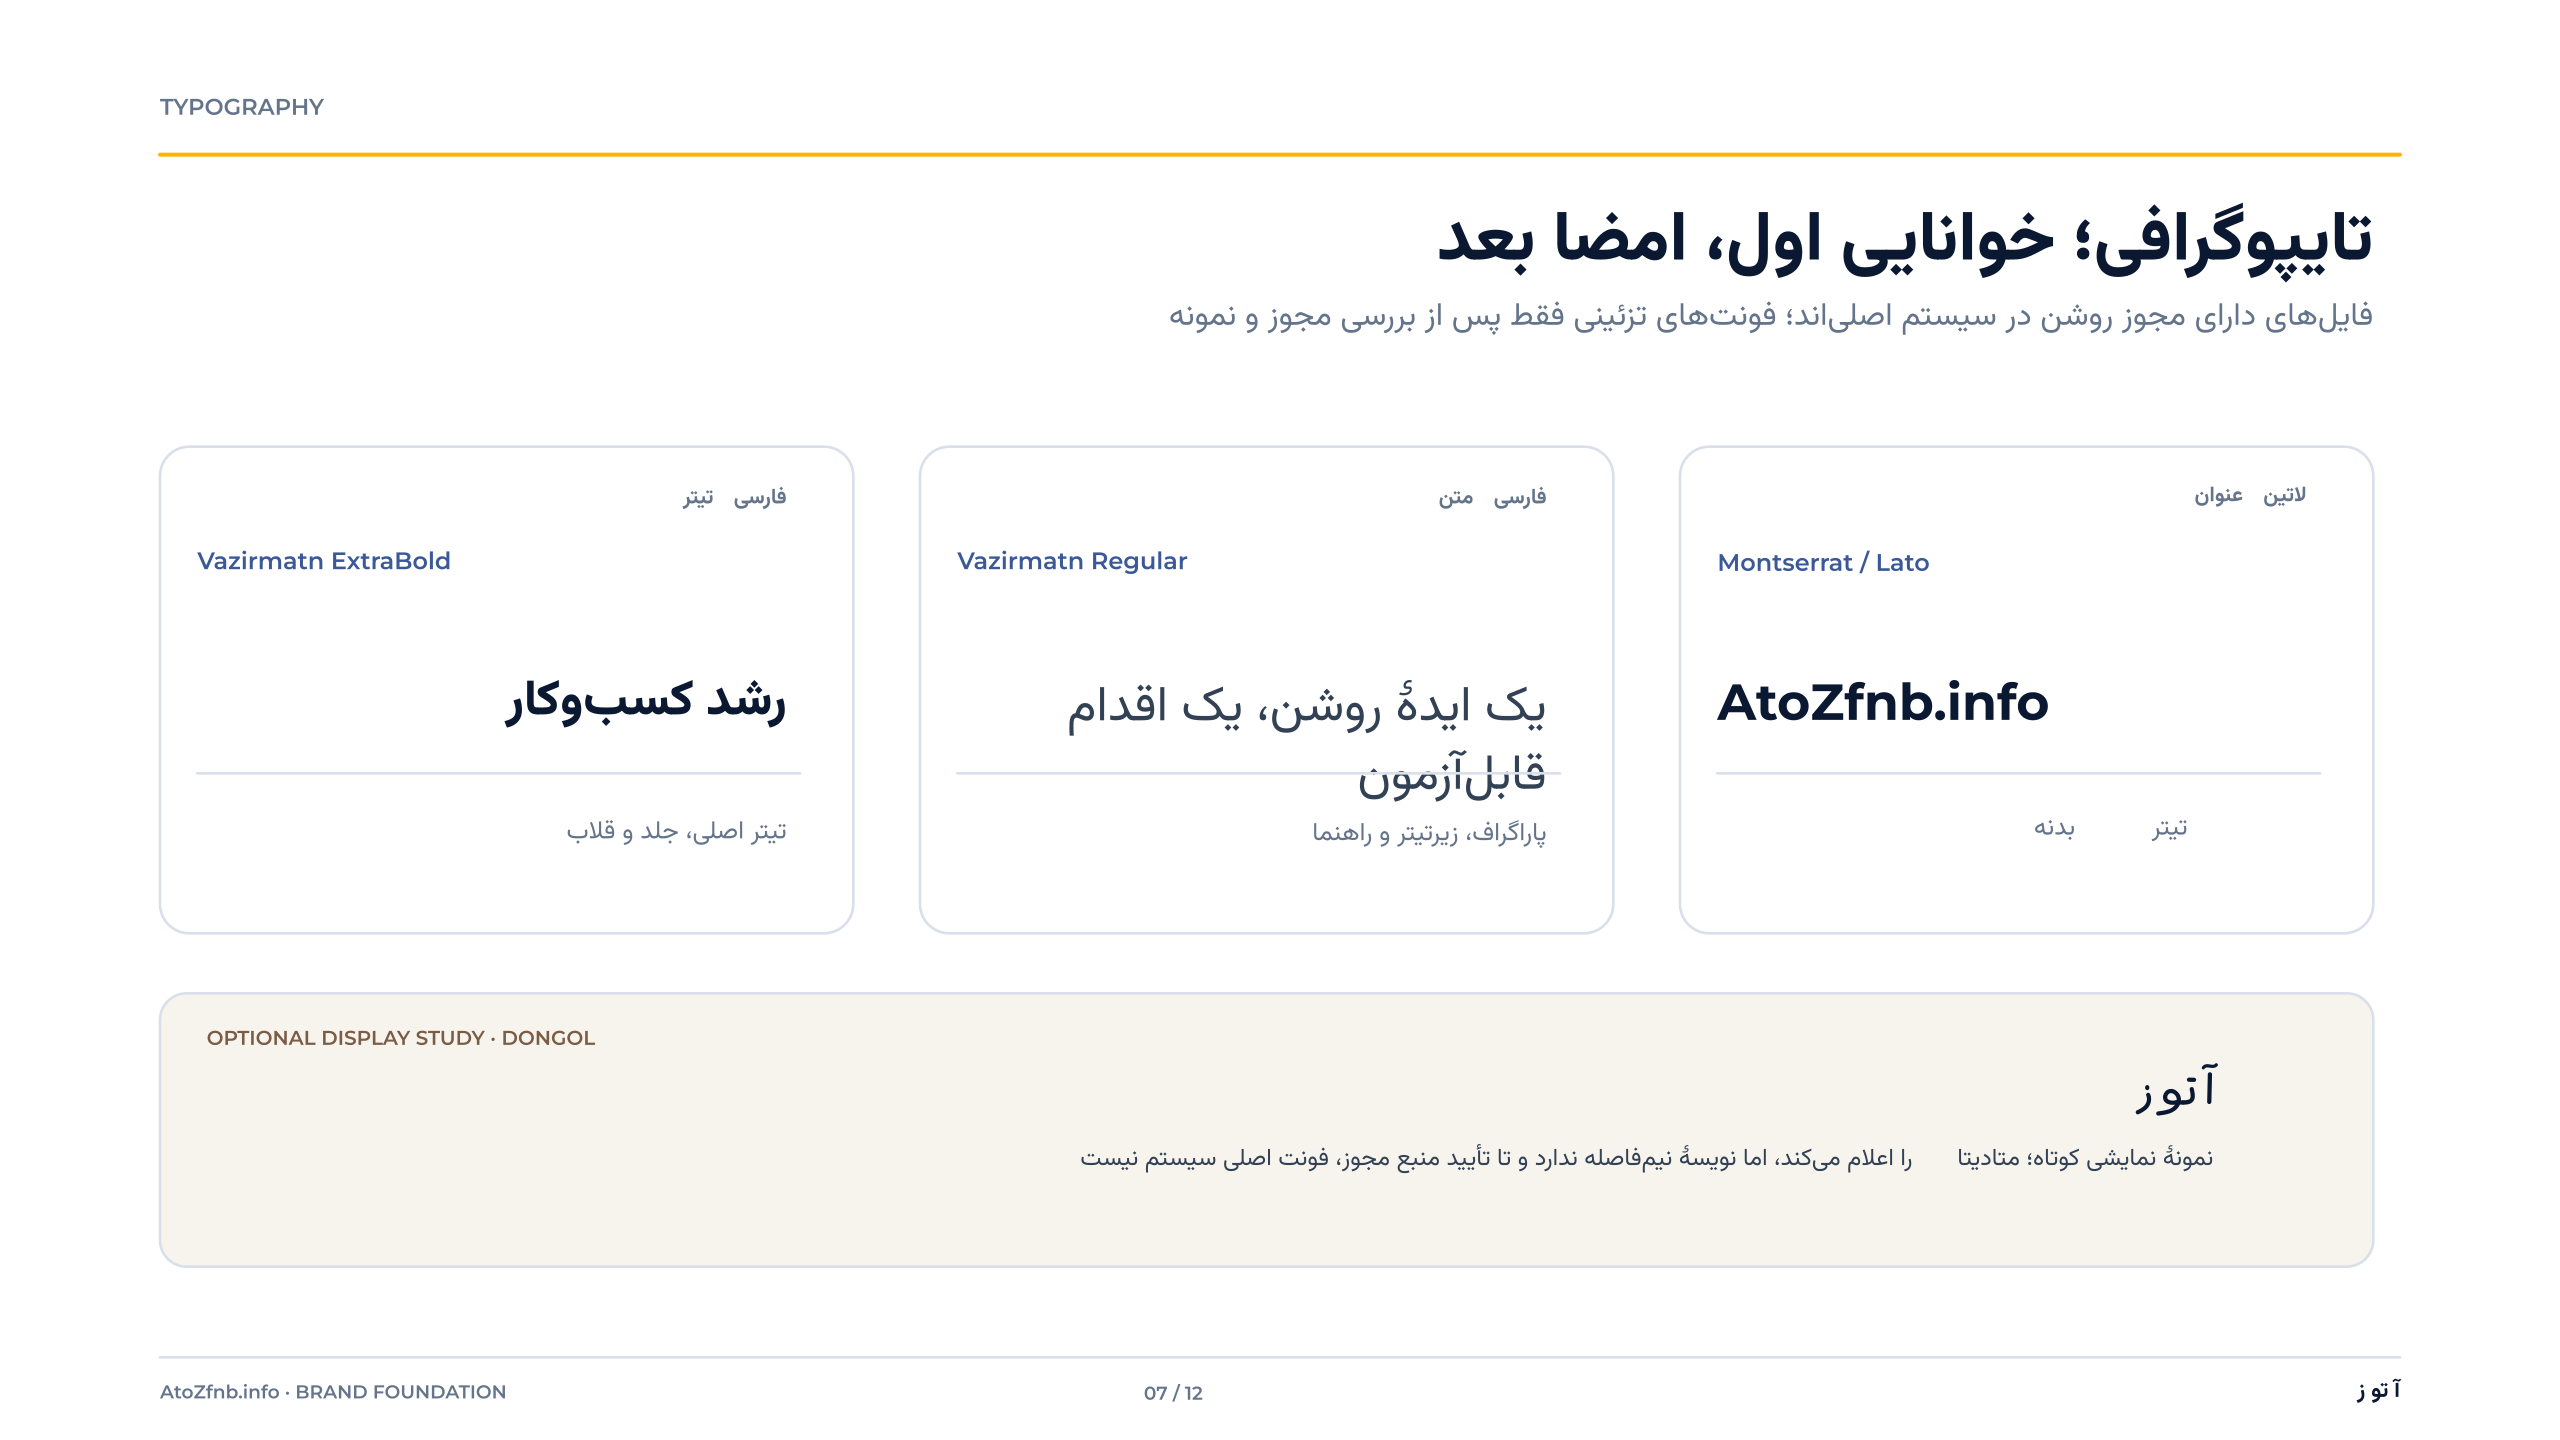 TYPOGRAPHY
تایپوگرافی؛ خوانایی اول، امضا بعد
فایل‌های دارای مجوز روشن در سیستم اصلی‌اند؛ فونت‌های تزئینی فقط پس از بررسی مجوز و نمونه
لاتین عنوان
Montserrat / Lato
AtoZfnb.info
تیتر بدنه
فارسی متن
Vazirmatn Regular
یک ایدهٔ روشن، یک اقدام
قابل‌آزمون
پاراگراف، زیرتیتر و راهنما
فارسی تیتر
Vazirmatn ExtraBold
رشد کسب‌وکار
تیتر اصلی، جلد و قلاب
OPTIONAL DISPLAY STUDY · DONGOL
آتوز
نمونهٔ نمایشی کوتاه؛ متادیتا را اعلام می‌کند، اما نویسهٔ نیم‌فاصله ندارد و تا تأیید منبع مجوز، فونت اصلی سیستم نیست
AtoZfnb.info · BRAND FOUNDATION
07 / 12
آ تو ز